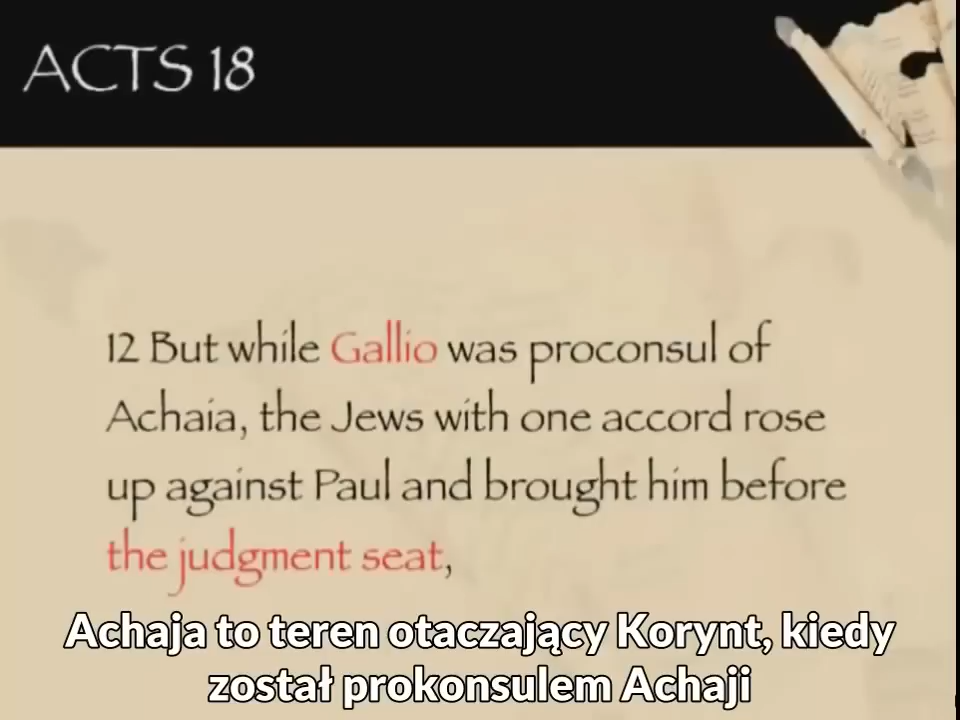 ACTS 18
12 But while Gallio was proconsul of
Achaia, the Jews with one accord rose
up against Paul and brought him before
the judgment seat,
Achaja to teren otaczający Korynt, kiedy
został prokonsulem Achaji